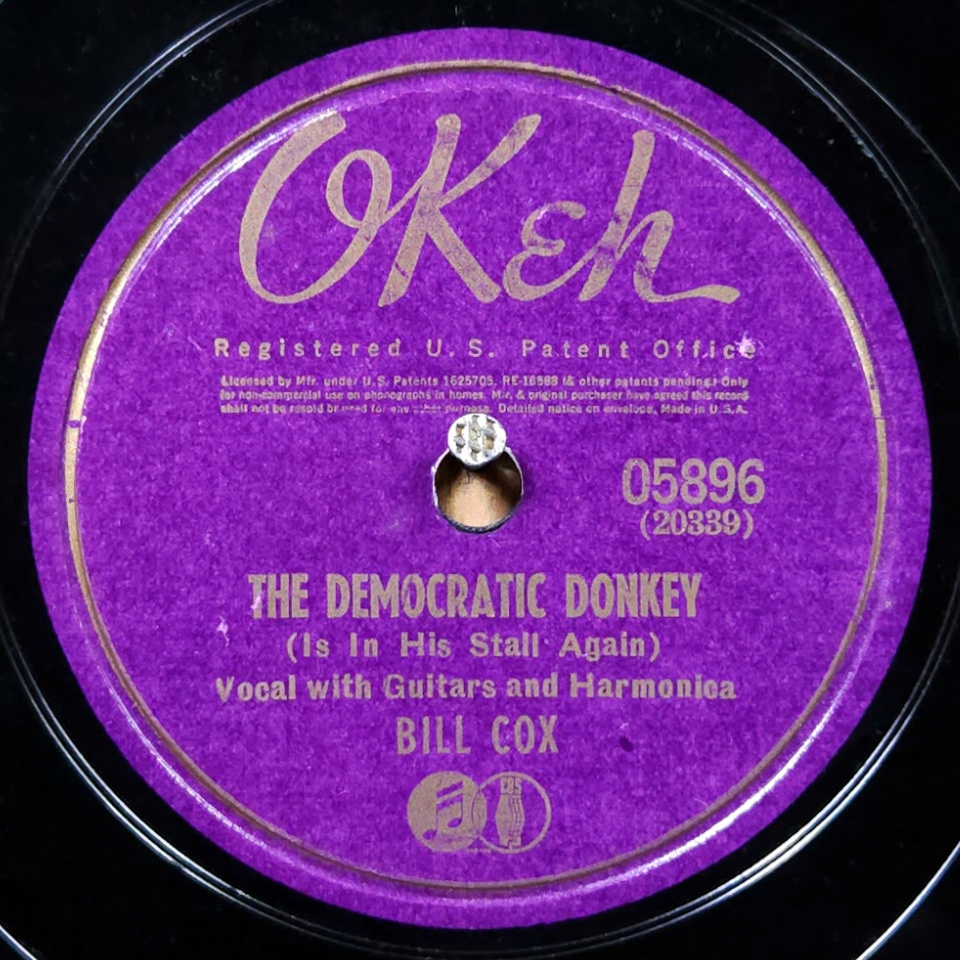 OKeh
Registered U.S. Patent Office
Licensed by Mfr. under U.S. Patents 1625705, RE-16588 (& other patents pending) Only
for non-commercial use on phonographs in homes. Mfr. & original purchaser have agreed this record
shall not be resold or used for any other purpose. Detailed notice on envelope. Made in U.S.A.
05896
(20339)
THE DEMOCRATIC DONKEY
(Is In His Stall Again)
Vocal with Guitars and Harmonica
BILL COX
CBS